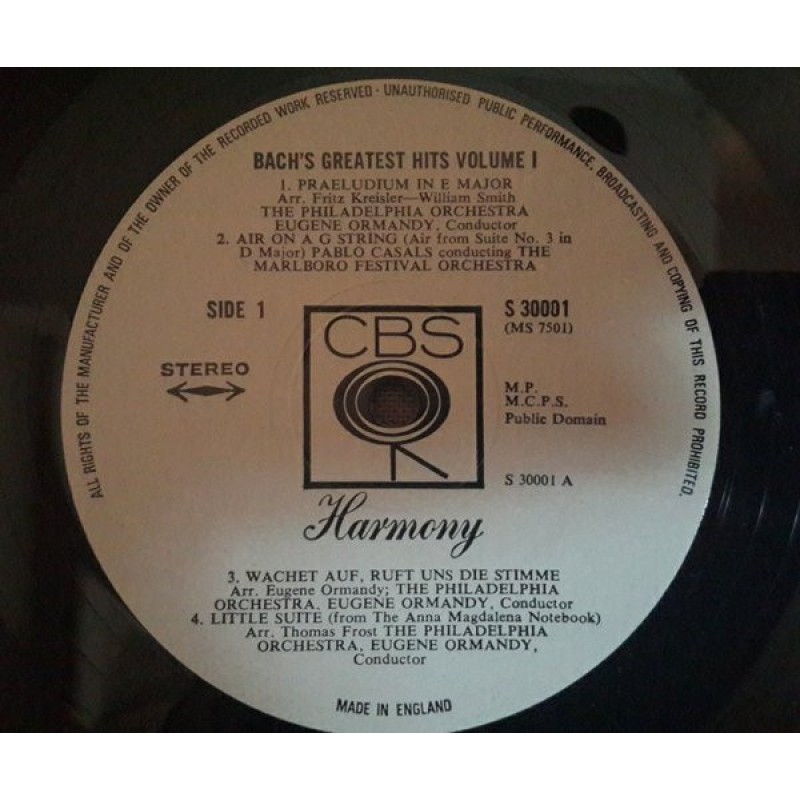 ALL RIGHTS OF THE MANUFACTURER AND OF THE OWNER OF THE RECORDED WORK RESERVED · UNAUTHORISED PUBLIC PERFORMANCE, BROADCASTING AND COPYING OF THIS RECORD PROHIBITED.
BACH'S GREATEST HITS VOLUME I
1. PRAELUDIUM IN E MAJOR
Arr. Fritz Kreisler—William Smith
THE PHILADELPHIA ORCHESTRA
EUGENE ORMANDY, Conductor
2. AIR ON A G STRING (Air from Suite No. 3 in
D Major) PABLO CASALS conducting THE
MARLBORO FESTIVAL ORCHESTRA
SIDE 1
STEREO
CBS
S 30001
(MS 7501)
M.P.
M.C.P.S.
Public Domain
S 30001 A
Harmony
3. WACHET AUF, RUFT UNS DIE STIMME
Arr. Eugene Ormandy; THE PHILADELPHIA
ORCHESTRA. EUGENE ORMANDY, Conductor
4. LITTLE SUITE (from The Anna Magdalena Notebook)
Arr. Thomas Frost THE PHILADELPHIA
ORCHESTRA, EUGENE ORMANDY,
Conductor
MADE IN ENGLAND